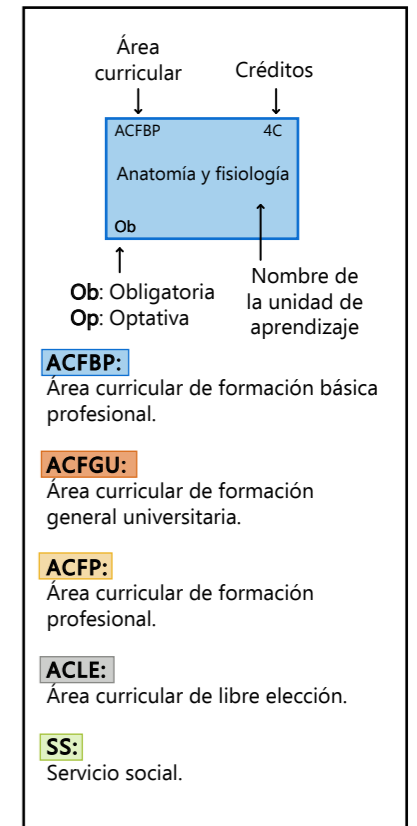 Área
curricular
Créditos
ACFBP 4C
Anatomía y fisiología
Ob
Ob: Obligatoria
Op: Optativa
Nombre de
la unidad de
aprendizaje
ACFBP:
Área curricular de formación básica
profesional.
ACFGU:
Área curricular de formación
general universitaria.
ACFP:
Área curricular de formación
profesional.
ACLE:
Área curricular de libre elección.
SS:
Servicio social.